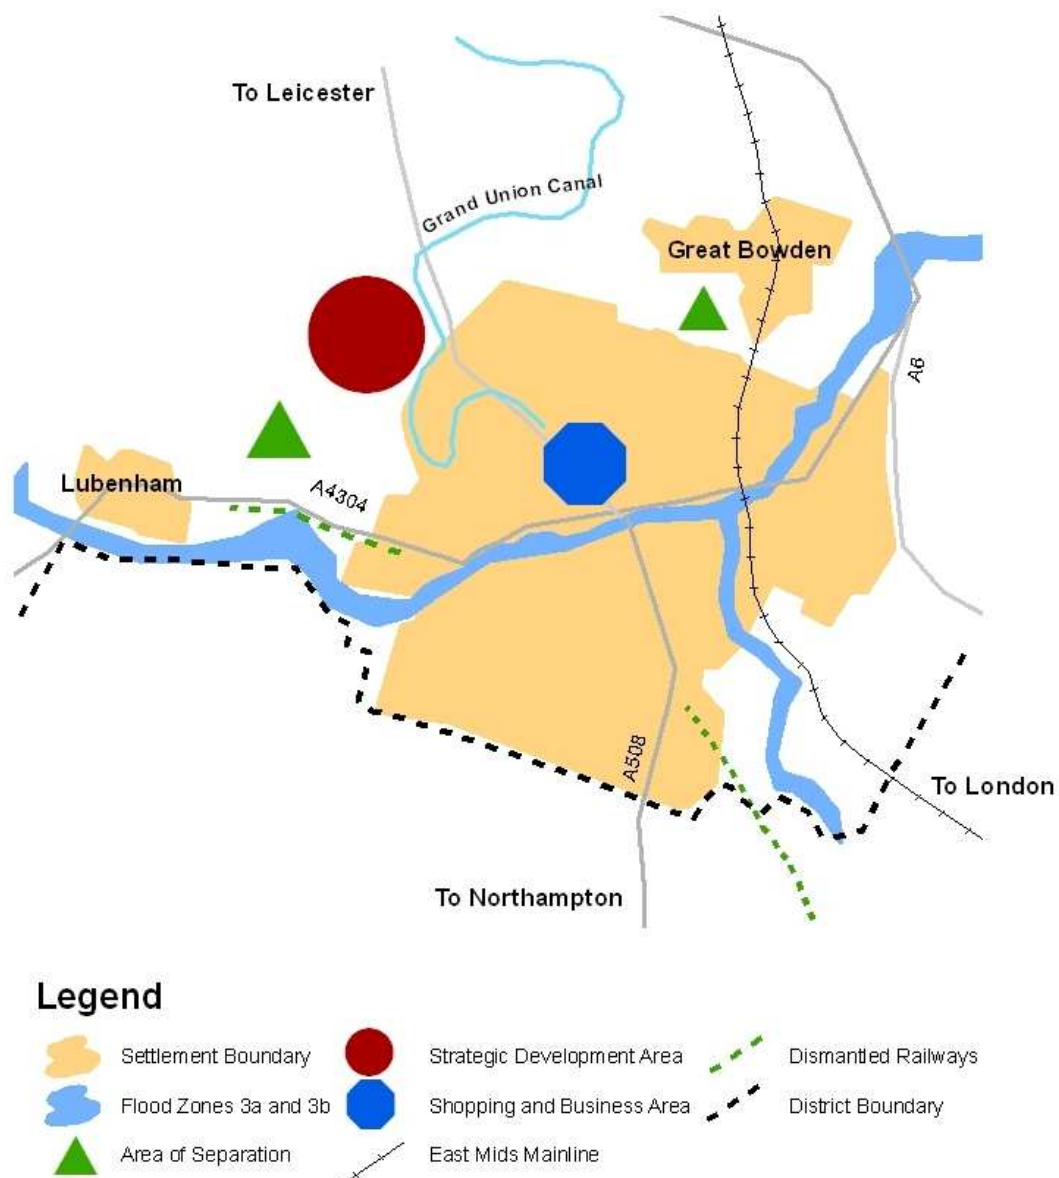 To Leicester
Grand Union Canal
Great Bowden
A6
Lubenham
A4304
A508
To London
To Northampton
Legend
Settlement Boundary
Strategic Development Area
Dismantled Railways
Flood Zones 3a and 3b
Shopping and Business Area
District Boundary
Area of Separation
East Mids Mainline